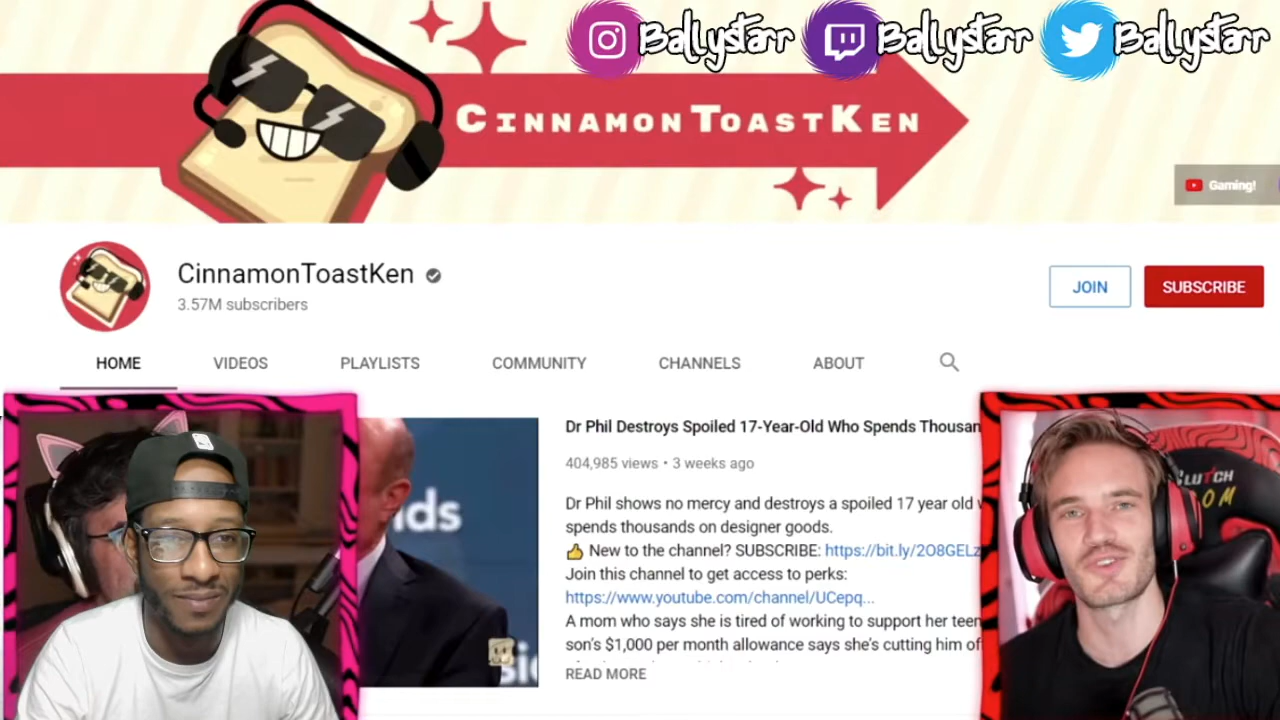 Ballystarr Ballystarr Ballystarr
CINNAMONTOASTKEN
Gaming!
CinnamonToastKen
3.57M subscribers
JOIN SUBSCRIBE
HOME VIDEOS PLAYLISTS COMMUNITY CHANNELS ABOUT
Dr Phil Destroys Spoiled 17-Year-Old Who Spends Thousan
404,985 views • 3 weeks ago
Dr Phil shows no mercy and destroys a spoiled 17 year old
spends thousands on designer goods.
👍 New to the channel? SUBSCRIBE: https://bit.ly/2O8GELz
Join this channel to get access to perks:
https://www.youtube.com/channel/UCepq...
A mom who says she is tired of working to support her teen
son's $1,000 per month allowance says she's cutting him of
READ MORE
ids
CLUTCH